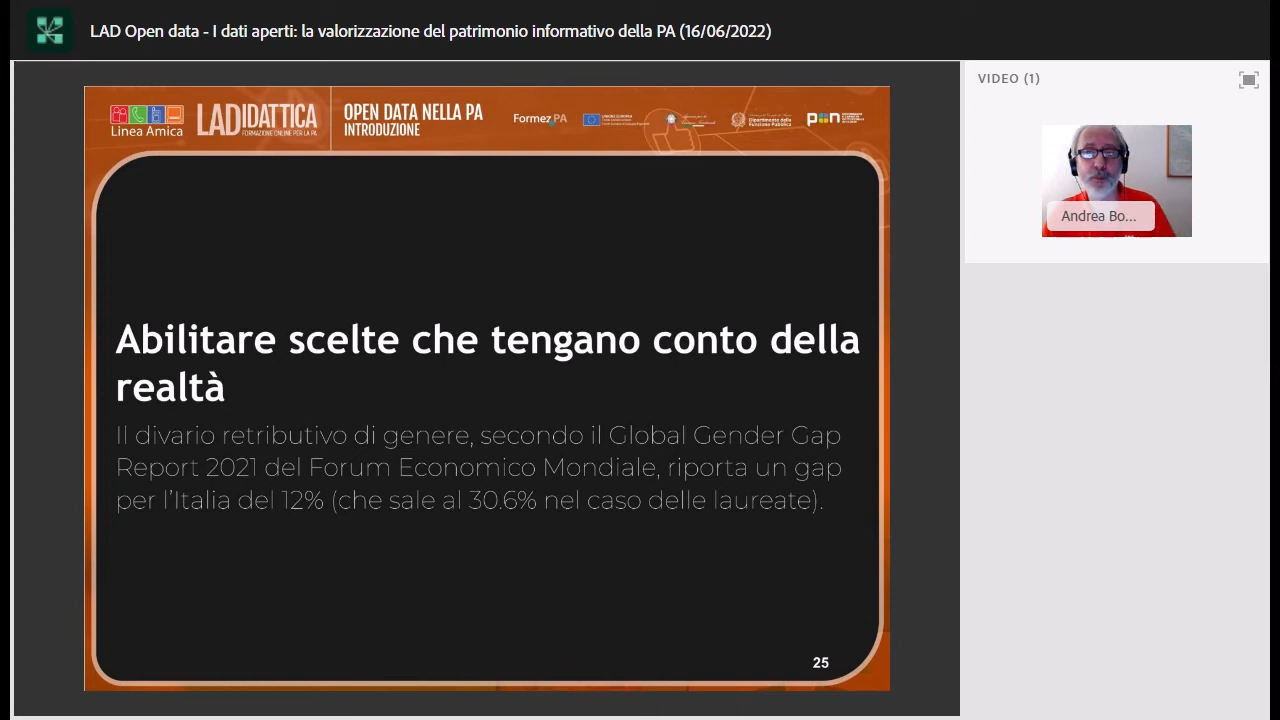 LAD Open data - I dati aperti: la valorizzazione del patrimonio informativo della PA (16/06/2022)
VIDEO (1)
Linea Amica
LADIDATTICA
FORMAZIONE ONLINE PER LA PA
OPEN DATA NELLA PA
INTRODUZIONE
FormezPA
UNIONE EUROPEA
Dipartimento della
Funzione Pubblica
pon
Andrea Bo...
Abilitare scelte che tengano conto della
realtà
Il divario retributivo di genere, secondo il Global Gender Gap
Report 2021 del Forum Economico Mondiale, riporta un gap
per l'Italia del 12% (che sale al 30.6% nel caso delle laureate).
25